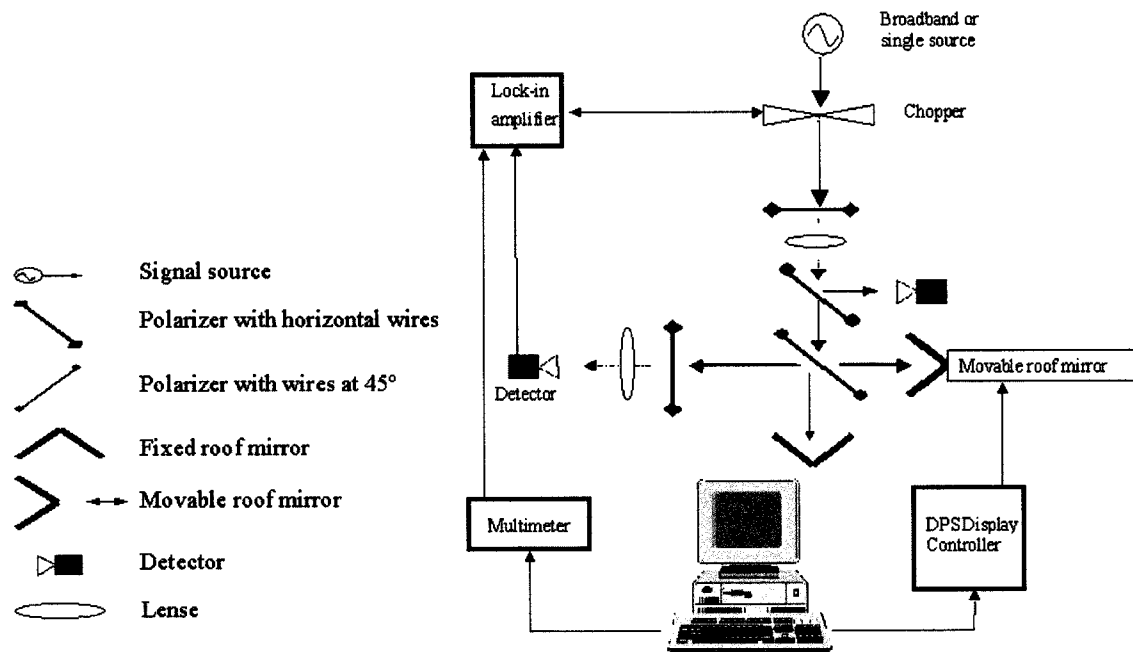 Broadband or
single source
Lock-in
amplifier
Chopper
Signal source
Polarizer with horizontal wires
Polarizer with wires at 45°
Fixed roof mirror
Movable roof mirror
Detector
Lense
Detector
Movable roof mirror
Multimeter
DPSDisplay
Controller